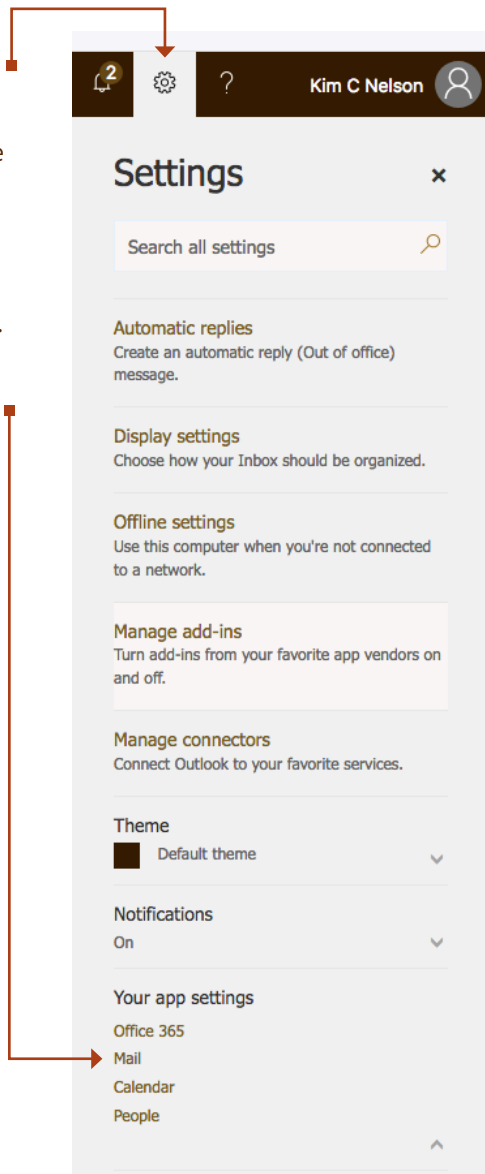 2
?
Kim C Nelson
e
Settings
×
Search all settings
.
Automatic replies
Create an automatic reply (Out of office)
message.
Display settings
Choose how your Inbox should be organized.
Offline settings
Use this computer when you're not connected
to a network.
Manage add-ins
Turn add-ins from your favorite app vendors on
and off.
Manage connectors
Connect Outlook to your favorite services.
Theme
Default theme
Notifications
On
Your app settings
Office 365
Mail
Calendar
People